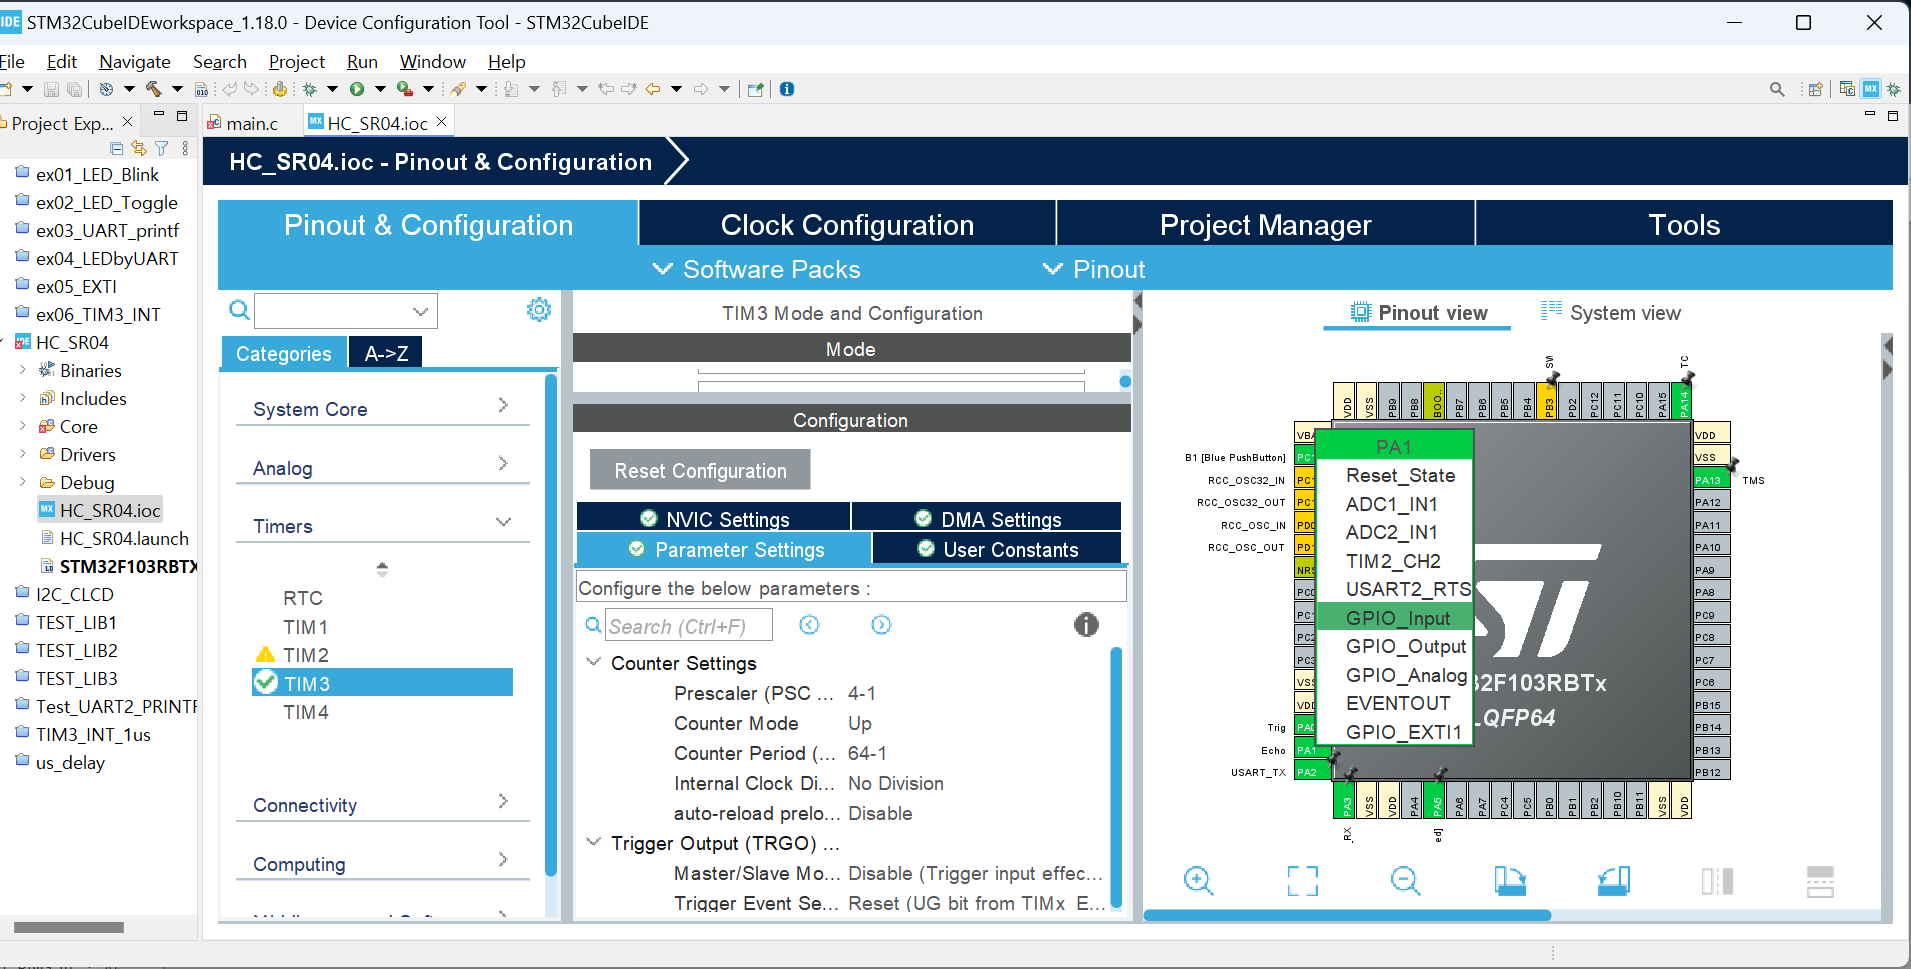 IDE STM32CubeIDEworkspace_1.18.0 - Device Configuration Tool - STM32CubeIDE
File Edit Navigate Search Project Run Window Help
Project Exp...
main.c
MX HC_SR04.ioc
HC_SR04.ioc - Pinout & Configuration
ex01_LED_Blink
ex02_LED_Toggle
ex03_UART_printf
ex04_LEDbyUART
ex05_EXTI
ex06_TIM3_INT
HC_SR04
Binaries
Includes
Core
Drivers
Debug
MX HC_SR04.ioc
HC_SR04.launch
STM32F103RBTX
I2C_CLCD
TEST_LIB1
TEST_LIB2
TEST_LIB3
Test_UART2_PRINTF
TIM3_INT_1us
us_delay
Pinout & Configuration
Clock Configuration
Project Manager
Tools
Software Packs
Pinout
Categories
A->Z
System Core
Analog
Timers
RTC
TIM1
TIM2
TIM3
TIM4
Connectivity
Computing
TIM3 Mode and Configuration
Mode
Configuration
Reset Configuration
NVIC Settings
DMA Settings
Parameter Settings
User Constants
Configure the below parameters :
Search (Ctrl+F)
Counter Settings
Prescaler (PSC ... 4-1
Counter Mode Up
Counter Period (... 64-1
Internal Clock Di... No Division
auto-reload prelo... Disable
Trigger Output (TRGO) ...
Master/Slave Mo... Disable (Trigger input effec...
Trigger Event Se... Reset (UG bit from TIMx_E...
Pinout view
System view
SW
TC
VDD VSS PB9 PB8 BOO.. PB7 PB6 PB5 PB4 PB3 PD2 PC12 PC11 PC10 PA15 PA14
VBA
B1 [Blue PushButton] PC1
RCC_OSC32_IN PC1
RCC_OSC32_OUT PC1
RCC_OSC_IN PD0
RCC_OSC_OUT PD1
NRS
PC0
PC1
PC2
PC3
VSS
VDD
Trig PA0
Echo PA1
USART_TX PA2
PA1
Reset_State
ADC1_IN1
ADC2_IN1
TIM2_CH2
USART2_RTS
GPIO_Input
GPIO_Output
GPIO_Analog
EVENTOUT
GPIO_EXTI1
32F103RBTx
LQFP64
VDD
VSS
PA13 TMS
PA12
PA11
PA10
PA9
PA8
PC9
PC8
PC7
PC6
PB15
PB14
PB13
PB12
PA3 VSS VDD PA4 PA5 PA6 PA7 PC4 PC5 PB0 PB1 PB2 PB10 PB11 VSS VDD
_RX
ed]